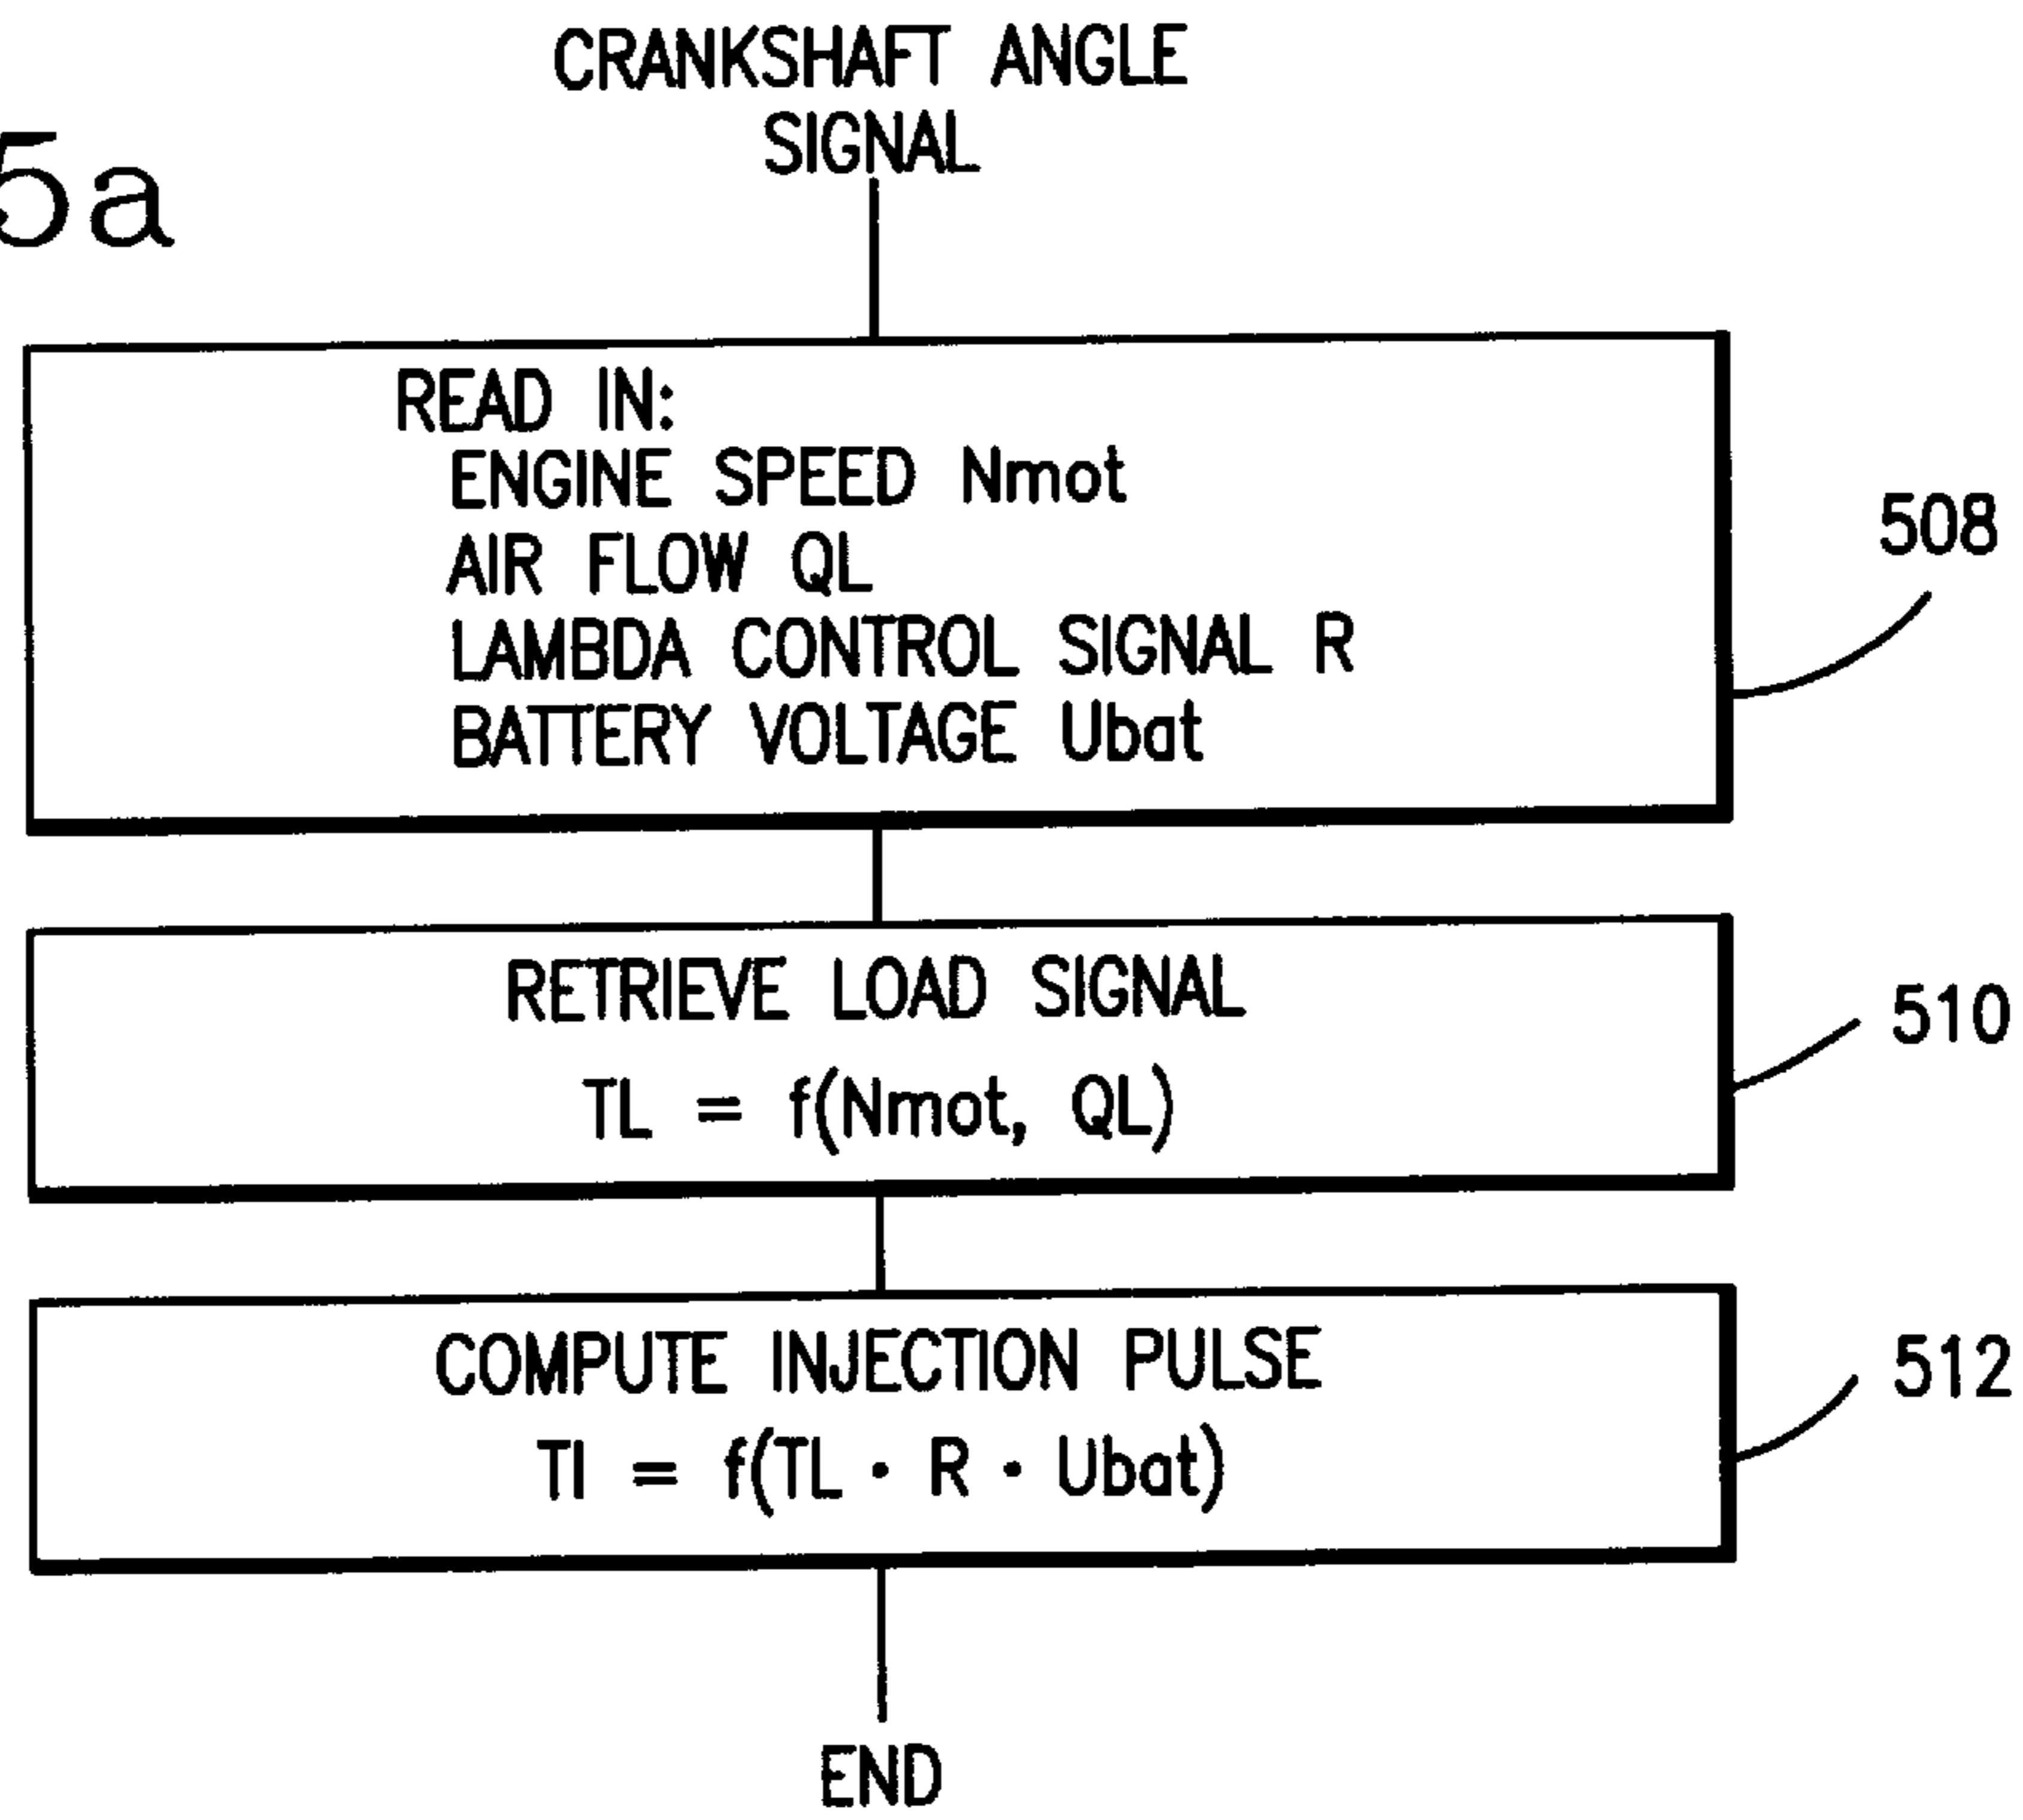 5a
CRANKSHAFT ANGLE
SIGNAL
READ IN:
ENGINE SPEED Nmot
AIR FLOW QL
LAMBDA CONTROL SIGNAL R
BATTERY VOLTAGE Ubat
508
RETRIEVE LOAD SIGNAL
TL = f(Nmot, QL)
510
COMPUTE INJECTION PULSE
TI = f(TL · R · Ubat)
512
END